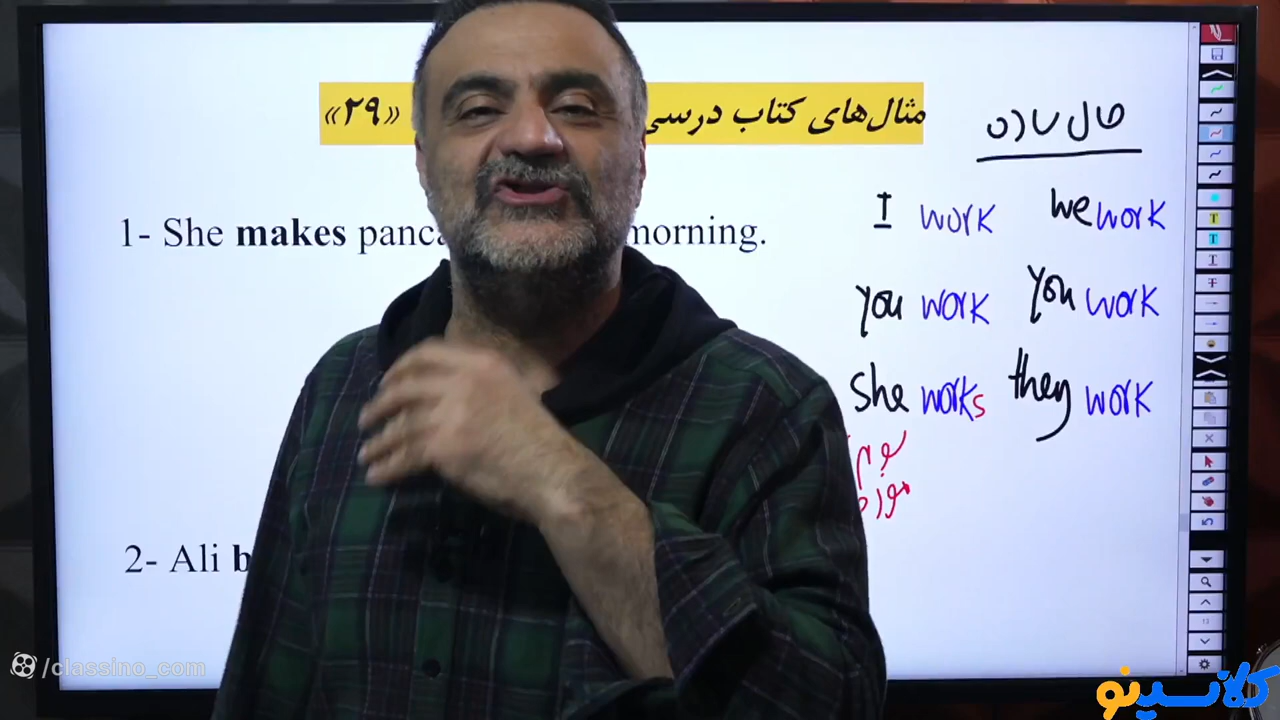 مثال‌های کتاب درسی «۲۹»
حال ساده
1- She makes panca morning.
I work we work
you work you work
she works they work
سوم
2- Ali b
/classino_com
کلاسینو